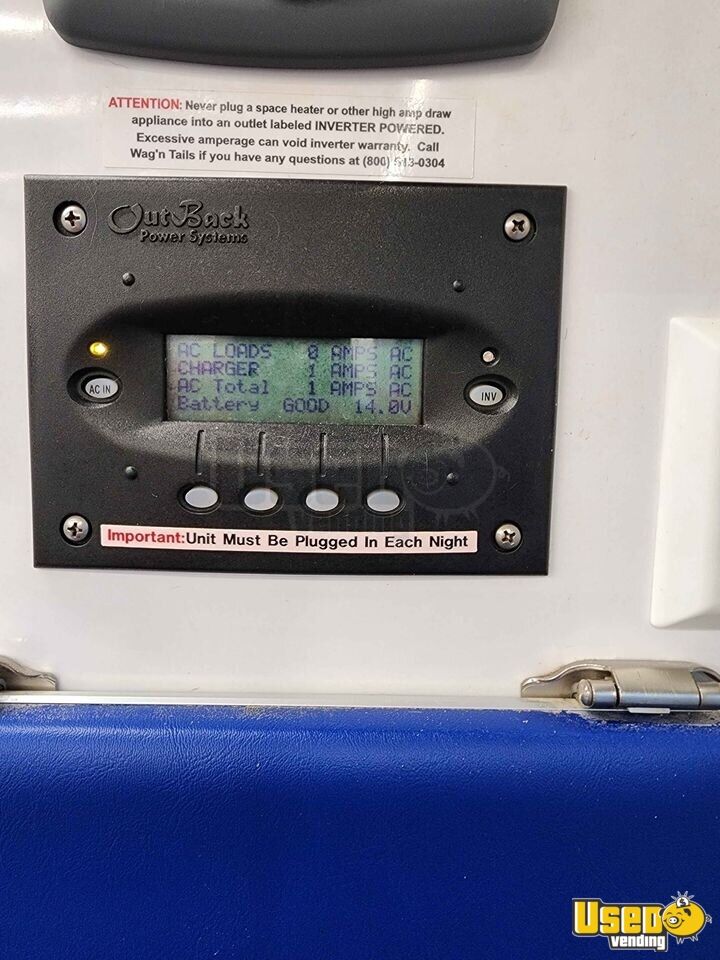 ATTENTION: Never plug a space heater or other high amp draw
appliance into an outlet labeled INVERTER POWERED.
Excessive amperage can void inverter warranty. Call
Wag'n Tails if you have any questions at (800) 513-0304
OutBack
Power Systems
AC LOADS 0 AMPS AC
CHARGER 1 AMPS AC
AC Total 1 AMPS AC
Battery GOOD 14.0V
AC IN
INV
Important:Unit Must Be Plugged In Each Night
USED
vending